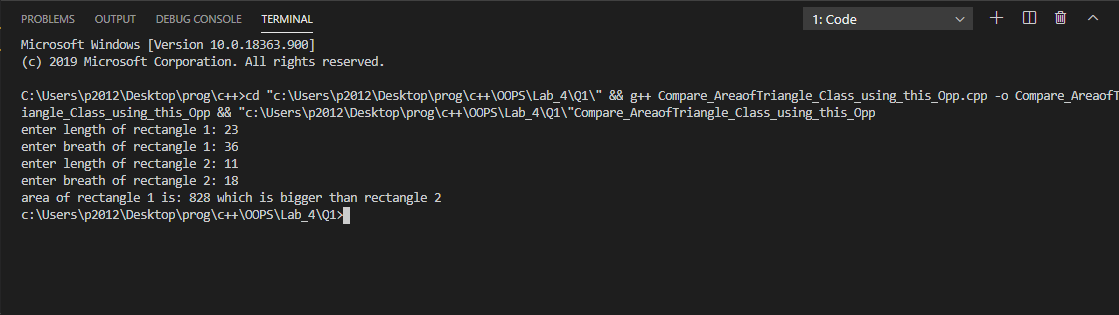 PROBLEMS OUTPUT DEBUG CONSOLE TERMINAL 1: Code
Microsoft Windows [Version 10.0.18363.900]
(c) 2019 Microsoft Corporation. All rights reserved.
C:\Users\p2012\Desktop\prog\c++>cd "c:\Users\p2012\Desktop\prog\c++\OOPS\Lab_4\Q1\" && g++ Compare_AreaofTriangle_Class_using_this_Opp.cpp -o Compare_AreaofT
iangle_Class_using_this_Opp && "c:\Users\p2012\Desktop\prog\c++\OOPS\Lab_4\Q1\"Compare_AreaofTriangle_Class_using_this_Opp
enter length of rectangle 1: 23
enter breath of rectangle 1: 36
enter length of rectangle 2: 11
enter breath of rectangle 2: 18
area of rectangle 1 is: 828 which is bigger than rectangle 2
c:\Users\p2012\Desktop\prog\c++\OOPS\Lab_4\Q1>